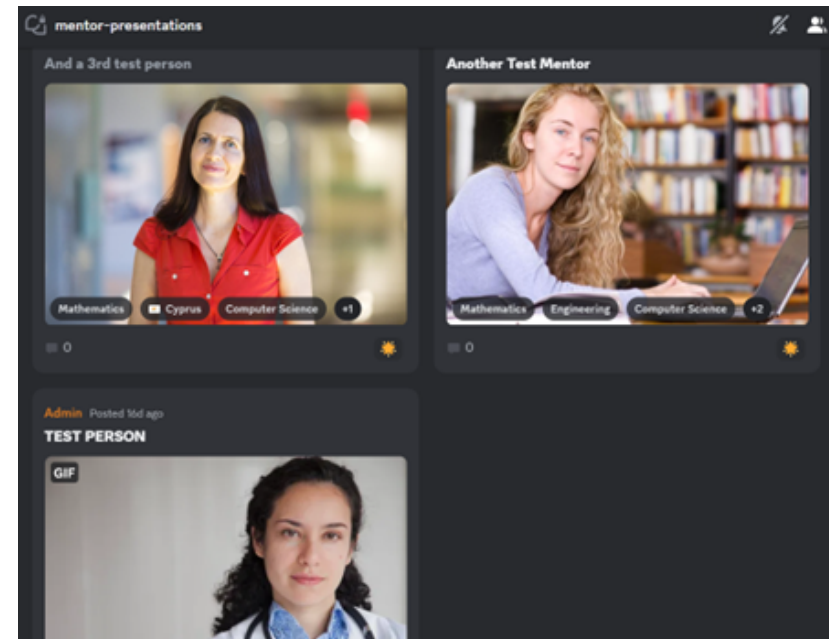 mentor-presentations
And a 3rd test person
Mathematics Cyprus Computer Science +1
0
Another Test Mentor
Mathematics Engineering Computer Science +2
0
Admin Posted 16d ago
TEST PERSON
GIF